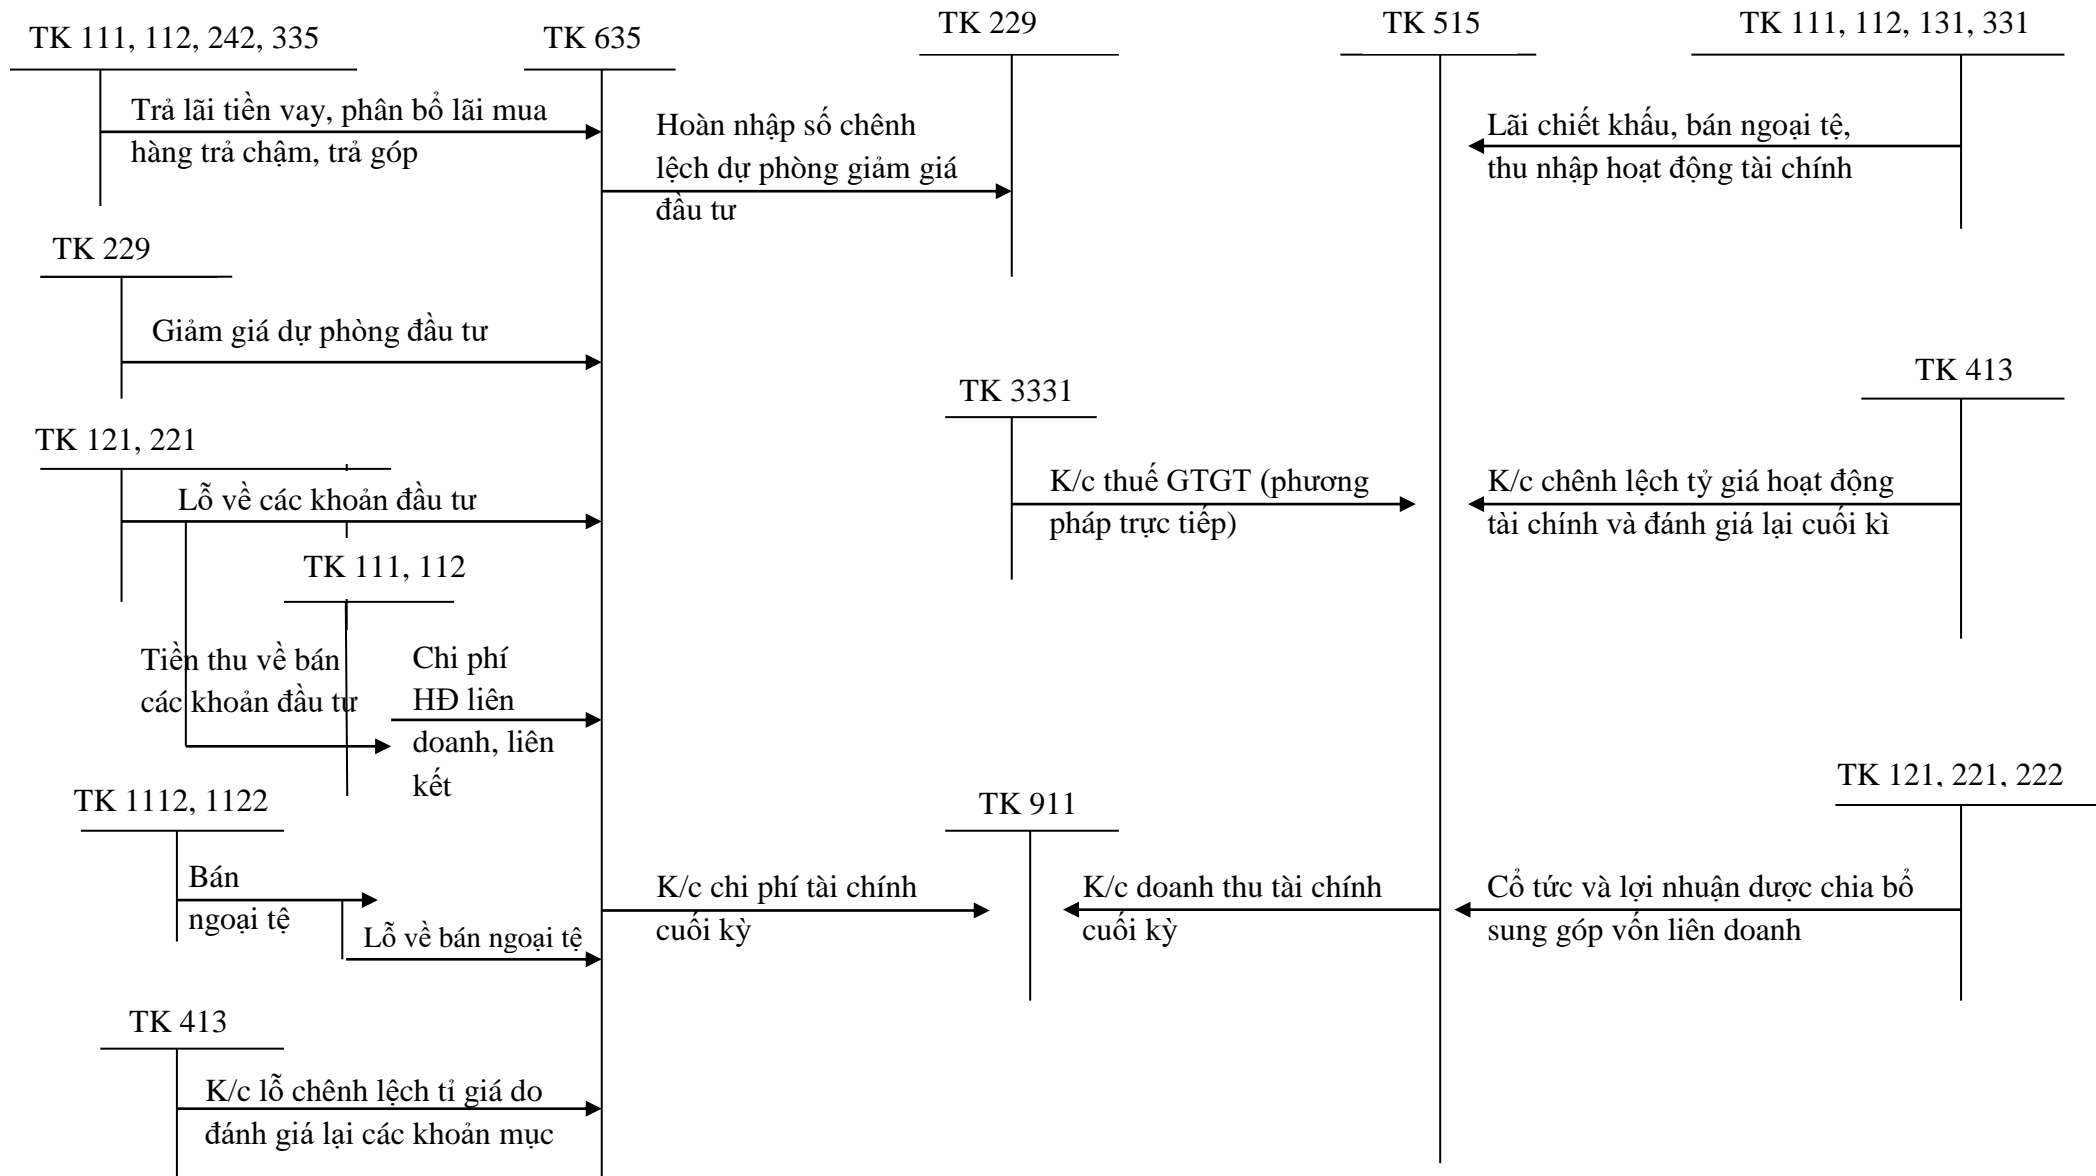 TK 111, 112, 242, 335
TK 635
TK 229
TK 515
TK 111, 112, 131, 331
Trả lãi tiền vay, phân bổ lãi mua
hàng trả chậm, trả góp
Hoàn nhập số chênh
lệch dự phòng giảm giá
đầu tư
Lãi chiết khấu, bán ngoại tệ,
thu nhập hoạt động tài chính
TK 229
Giảm giá dự phòng đầu tư
TK 3331
TK 413
TK 121, 221
Lỗ về các khoản đầu tư
K/c thuế GTGT (phương
pháp trực tiếp)
K/c chênh lệch tỷ giá hoạt động
tài chính và đánh giá lại cuối kì
TK 111, 112
Tiền thu về bán
các khoản đầu tư
Chi phí
HĐ liên
doanh, liên
kết
TK 1112, 1122
TK 911
TK 121, 221, 222
Bán
ngoại tệ
Lỗ về bán ngoại tệ
K/c chi phí tài chính
cuối kỳ
K/c doanh thu tài chính
cuối kỳ
Cổ tức và lợi nhuận dược chia bổ
sung góp vốn liên doanh
TK 413
K/c lỗ chênh lệch tỉ giá do
đánh giá lại các khoản mục